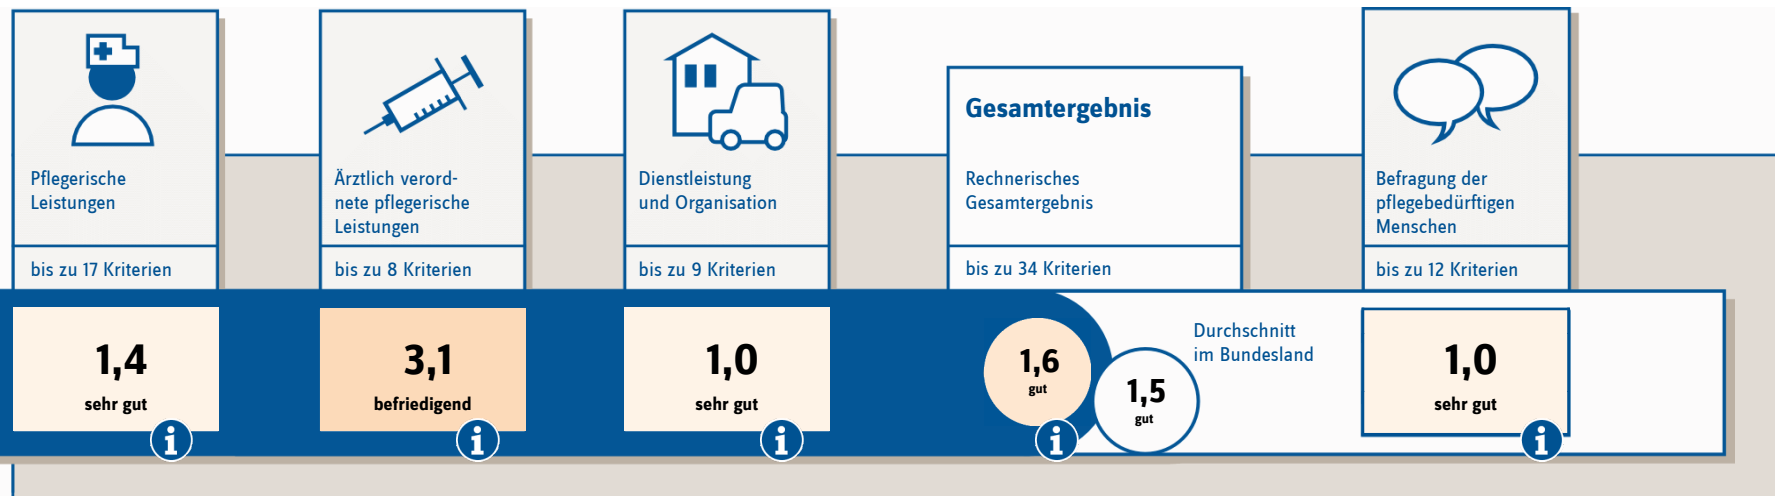 Pflegerische
Leistungen
bis zu 17 Kriterien
1,4
sehr gut
i
Ärztlich verord-
nete pflegerische
Leistungen
bis zu 8 Kriterien
3,1
befriedigend
i
Dienstleistung
und Organisation
bis zu 9 Kriterien
1,0
sehr gut
i
Gesamtergebnis
Rechnerisches
Gesamtergebnis
bis zu 34 Kriterien
1,6
gut
i
1,5
gut
Durchschnitt
im Bundesland
Befragung der
pflegebedürftigen
Menschen
bis zu 12 Kriterien
1,0
sehr gut
i